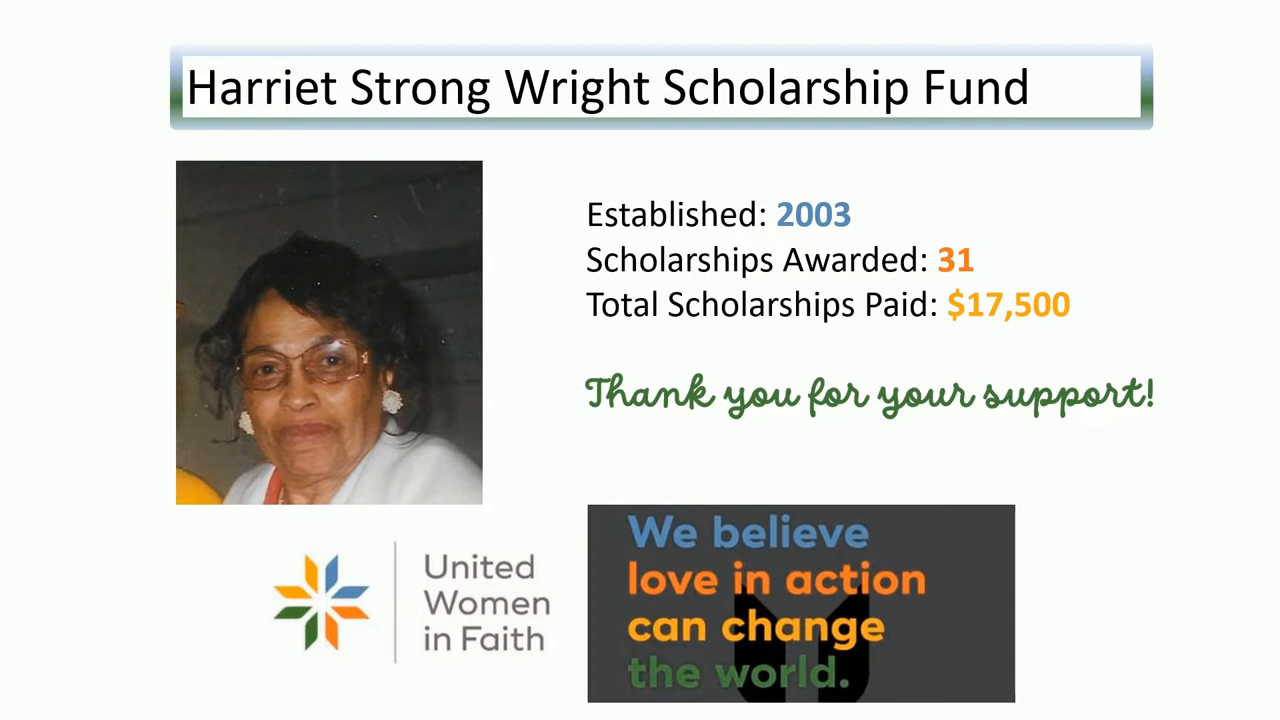 Harriet Strong Wright Scholarship Fund
Established: 2003
Scholarships Awarded: 31
Total Scholarships Paid: $17,500
Thank you for your support!
United
Women
in Faith
We believe
love in action
can change
the world.